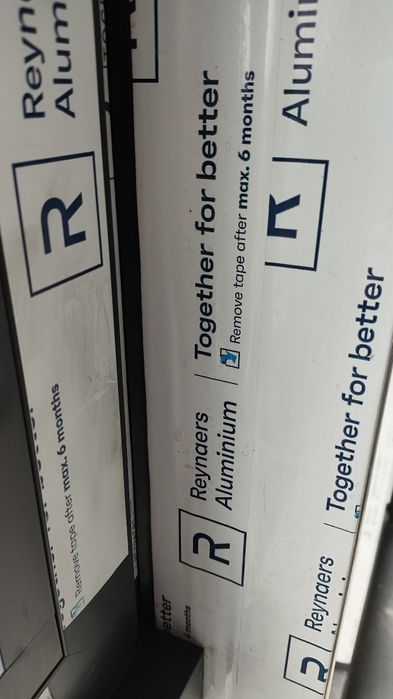 Reyn
Alum
R
Remove tape after max. 6 months
R
Reynaers
Aluminium
Together for better
Remove tape after max. 6 months
etter
6 months
R
Alumi
Reynaers
Together for better